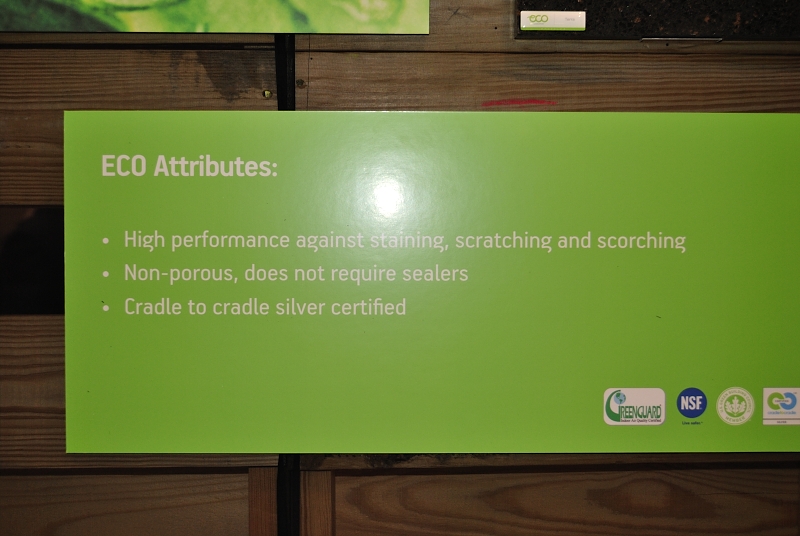 eco
ECO Attributes:
• High performance against staining, scratching and scorching
• Non-porous, does not require sealers
• Cradle to cradle silver certified
GREENGUARD
NSF